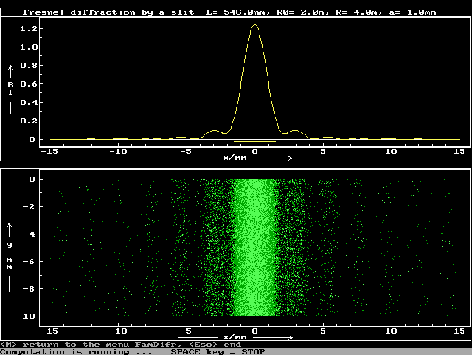 Fresnel diffraction by a slit L= 546.0nm, R0= 2.0m, R= 4.0m, a= 1.0mm
1.2
1.0
0.8
0.6
0.4
0.2
0
-15 -10 -5 0 5 10 15
x/mm
0
-2
-4
-6
-8
10
-15 -10 -5 0 5 10 15
x/mm
<M> return to the menu FamDifr, <Esc> end
Computation is running ... SPACE key = STOP